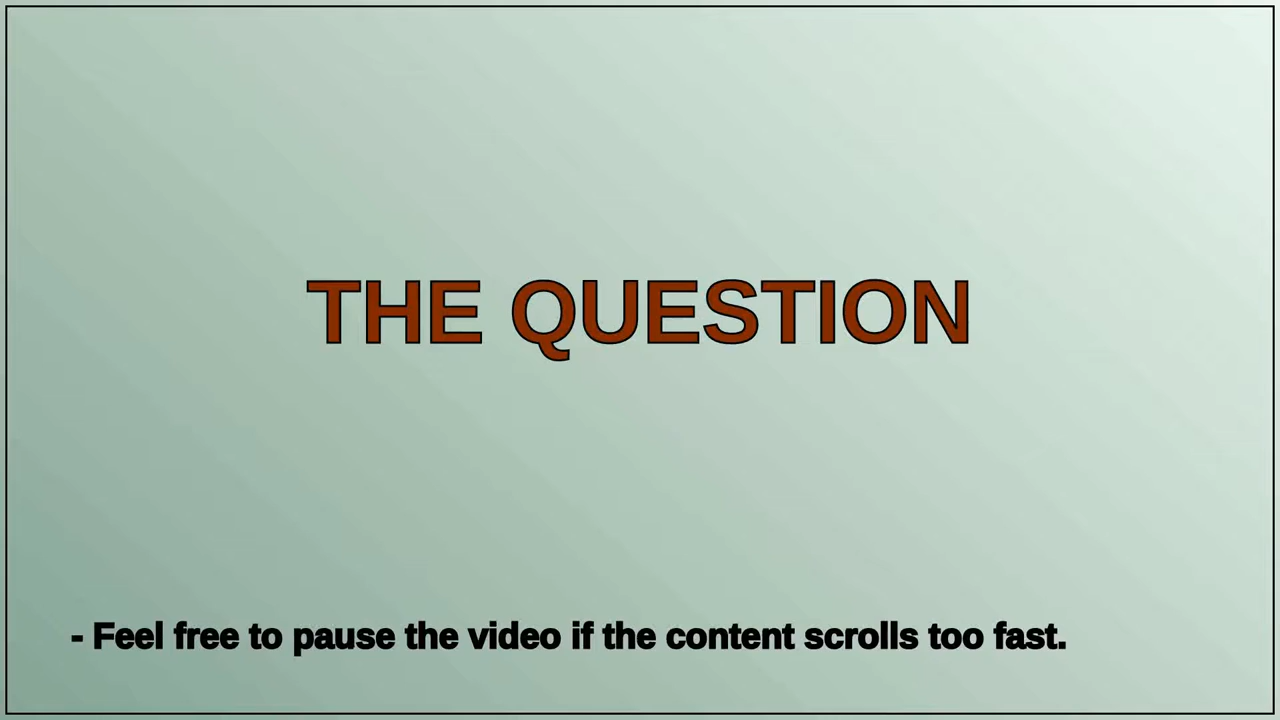 THE QUESTION
- Feel free to pause the video if the content scrolls too fast.